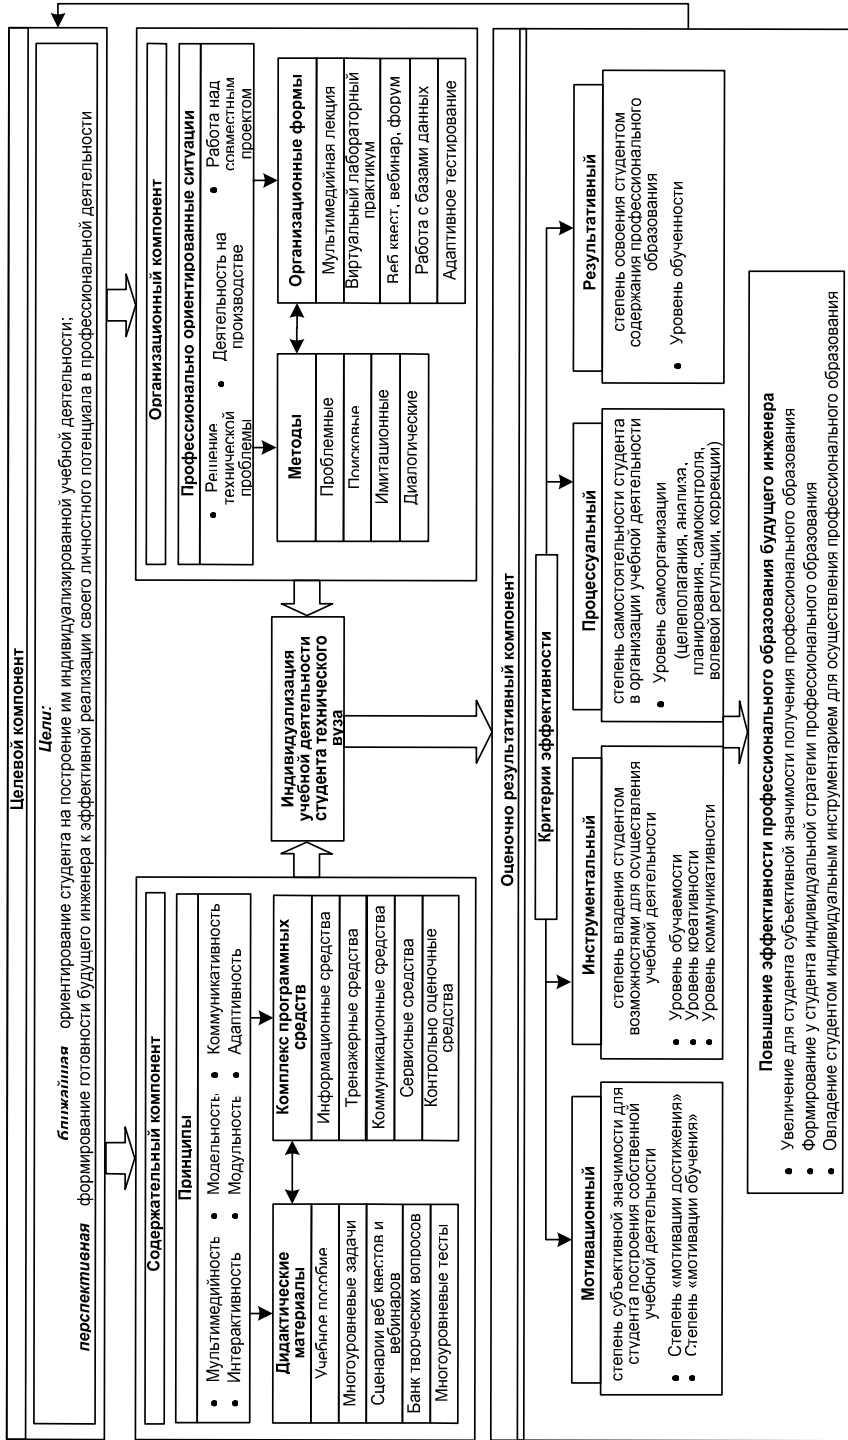 Целевой компонент
Цели:
ближайшая ориентирование студента на построение им индивидуализированной учебной деятельности;
перспективная формирование готовности будущего инженера к эффективной реализации своего личностного потенциала в профессиональной деятельности
Содержательный компонент
Принципы
• Мультимедийность • Модельность • Коммуникативность
• Интерактивность • Модульность • Адаптивность
Дидактические
материалы
Учебное пособие
Многоуровневые задачи
Сценарии веб квестов и
вебинаров
Банк творческих вопросов
Многоуровневые тесты
Комплекс программных
средств
Информационные средства
Тренажерные средства
Коммуникационные средства
Сервисные средства
Контрольно оценочные
средства
Индивидуализация
учебной деятельности
студента технического
вуза
Организационный компонент
Профессионально ориентированные ситуации
• Решение
технической
проблемы
• Деятельность на
производстве
• Работа над
совместным
проектом
Методы
Проблемные
Поисковые
Имитационные
Диалогические
Организационные формы
Мультимедийная лекция
Виртуальный лабораторный
практикум
Веб квест, вебинар, форум
Работа с базами данных
Адаптивное тестирование
Оценочно результативный компонент
Критерии эффективности
Мотивационный
степень субъективной значимости для
студента построения собственной
учебной деятельности
• Степень «мотивации достижения»
• Степень «мотивации обучения»
Инструментальный
степень владения студентом
возможностями для осуществления
учебной деятельности
• Уровень обучаемости
• Уровень креативности
• Уровень коммуникативности
Процессуальный
степень самостоятельности студента
в организации учебной деятельности
• Уровень самоорганизации
(целеполагания, анализа,
планирования, самоконтроля,
волевой регуляции, коррекции)
Результативный
степень освоения студентом
содержания профессионального
образования
• Уровень обученности
Повышение эффективности профессионального образования будущего инженера
• Увеличение для студента субъективной значимости получения профессионального образования
• Формирование у студента индивидуальной стратегии профессионального образования
• Овладение студентом индивидуальным инструментарием для осуществления профессионального образования